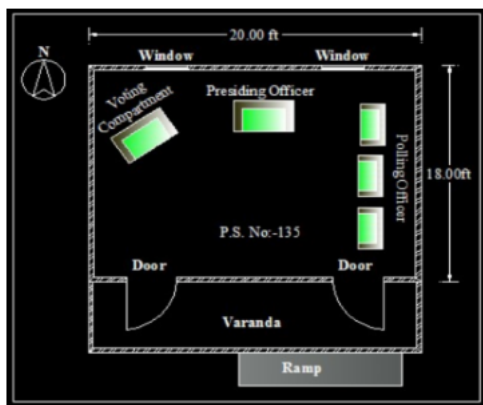 20.00 ft
N
Window
Window
Voting
Compartment
Presiding Officer
Polling Officer
18.00ft
P.S. No:-135
Door
Door
Varanda
Ramp